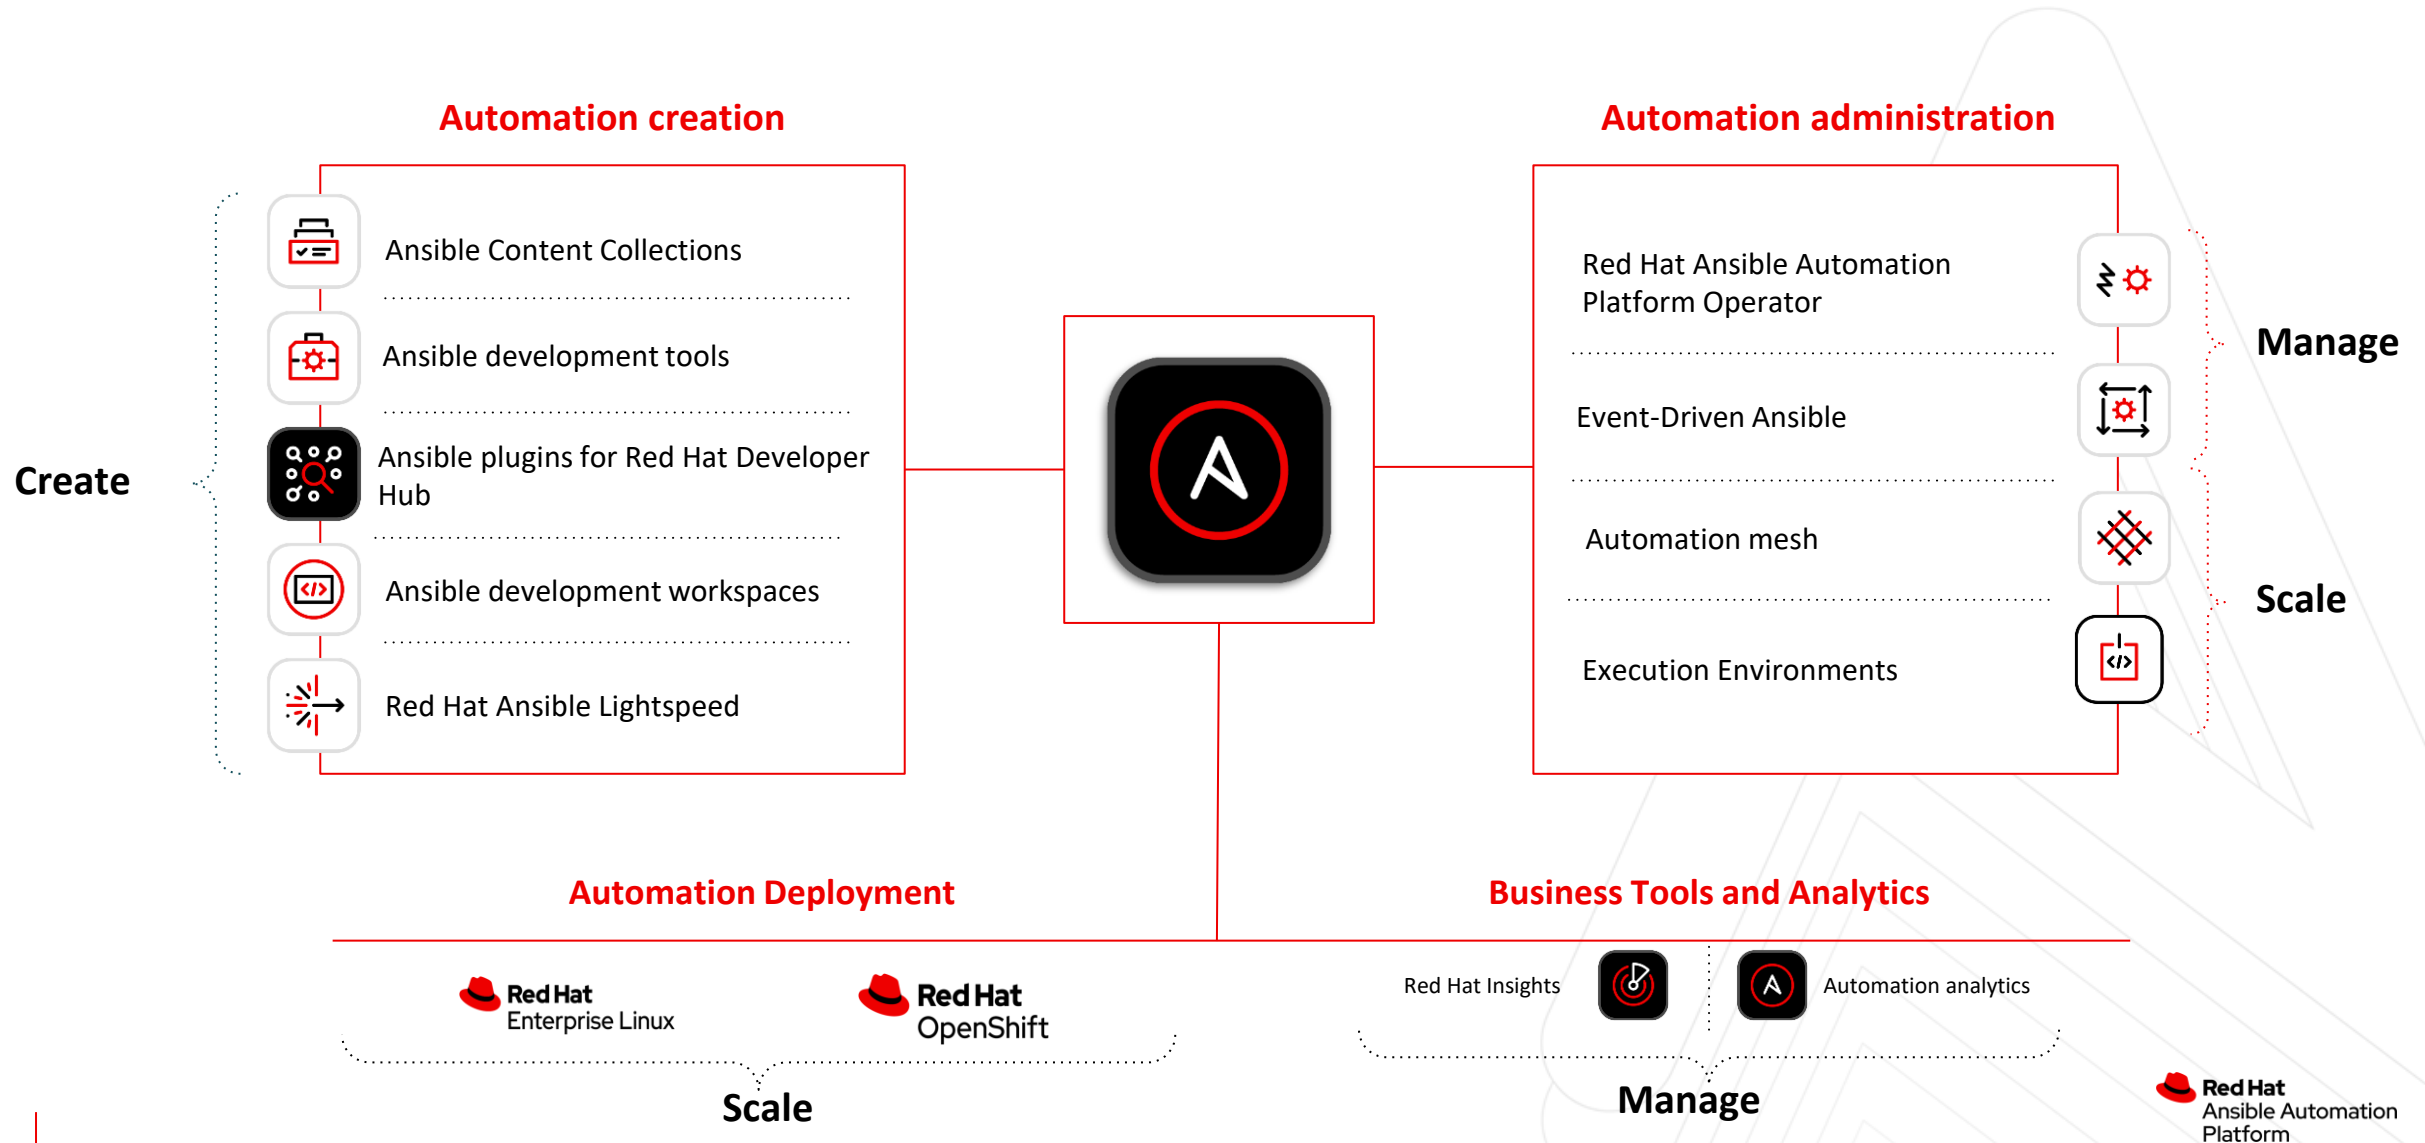 Automation creation
Automation administration
Create
Ansible Content Collections
Ansible development tools
Ansible plugins for Red Hat Developer
Hub
Ansible development workspaces
Red Hat Ansible Lightspeed
Red Hat Ansible Automation
Platform Operator
Event-Driven Ansible
Automation mesh
Execution Environments
Manage
Scale
Automation Deployment
Business Tools and Analytics
Red Hat
Enterprise Linux
Red Hat
OpenShift
Red Hat Insights
Automation analytics
Scale
Manage
Red Hat
Ansible Automation
Platform